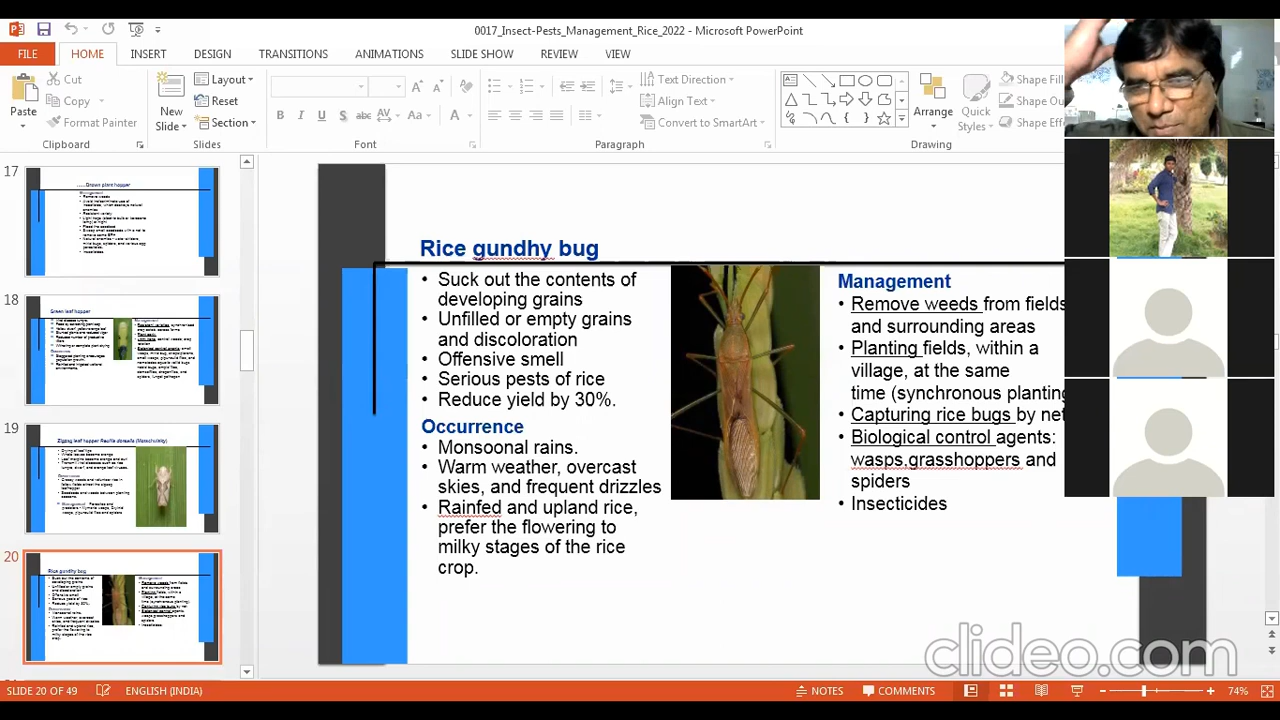 0017_Insect-Pests_Management_Rice_2022 - Microsoft PowerPoint
FILE HOME INSERT DESIGN TRANSITIONS ANIMATIONS SLIDE SHOW REVIEW VIEW
Paste
Cut
Copy
Format Painter
Clipboard
New
Slide
Layout
Reset
Section
Slides
Font
Paragraph
Text Direction
Align Text
Convert to SmartArt
Arrange
Quick
Styles
Shape Fill
Drawing
17
18
Green leaf hopper
19
20
Rice gundhy bug
Rice gundhy bug
• Suck out the contents of
developing grains
• Unfilled or empty grains
and discoloration
• Offensive smell
• Serious pests of rice
• Reduce yield by 30%.
Occurrence
• Monsoonal rains.
• Warm weather, overcast
skies, and frequent drizzles
• Rainfed and upland rice,
prefer the flowering to
milky stages of the rice
crop.
Management
• Remove weeds from fields
and surrounding areas
• Planting fields, within a
village, at the same
time (synchronous planting
• Capturing rice bugs by net
• Biological control agents:
wasps,grasshoppers and
spiders
• Insecticides
clideo.com
SLIDE 20 OF 49 ENGLISH (INDIA) NOTES COMMENTS 74%